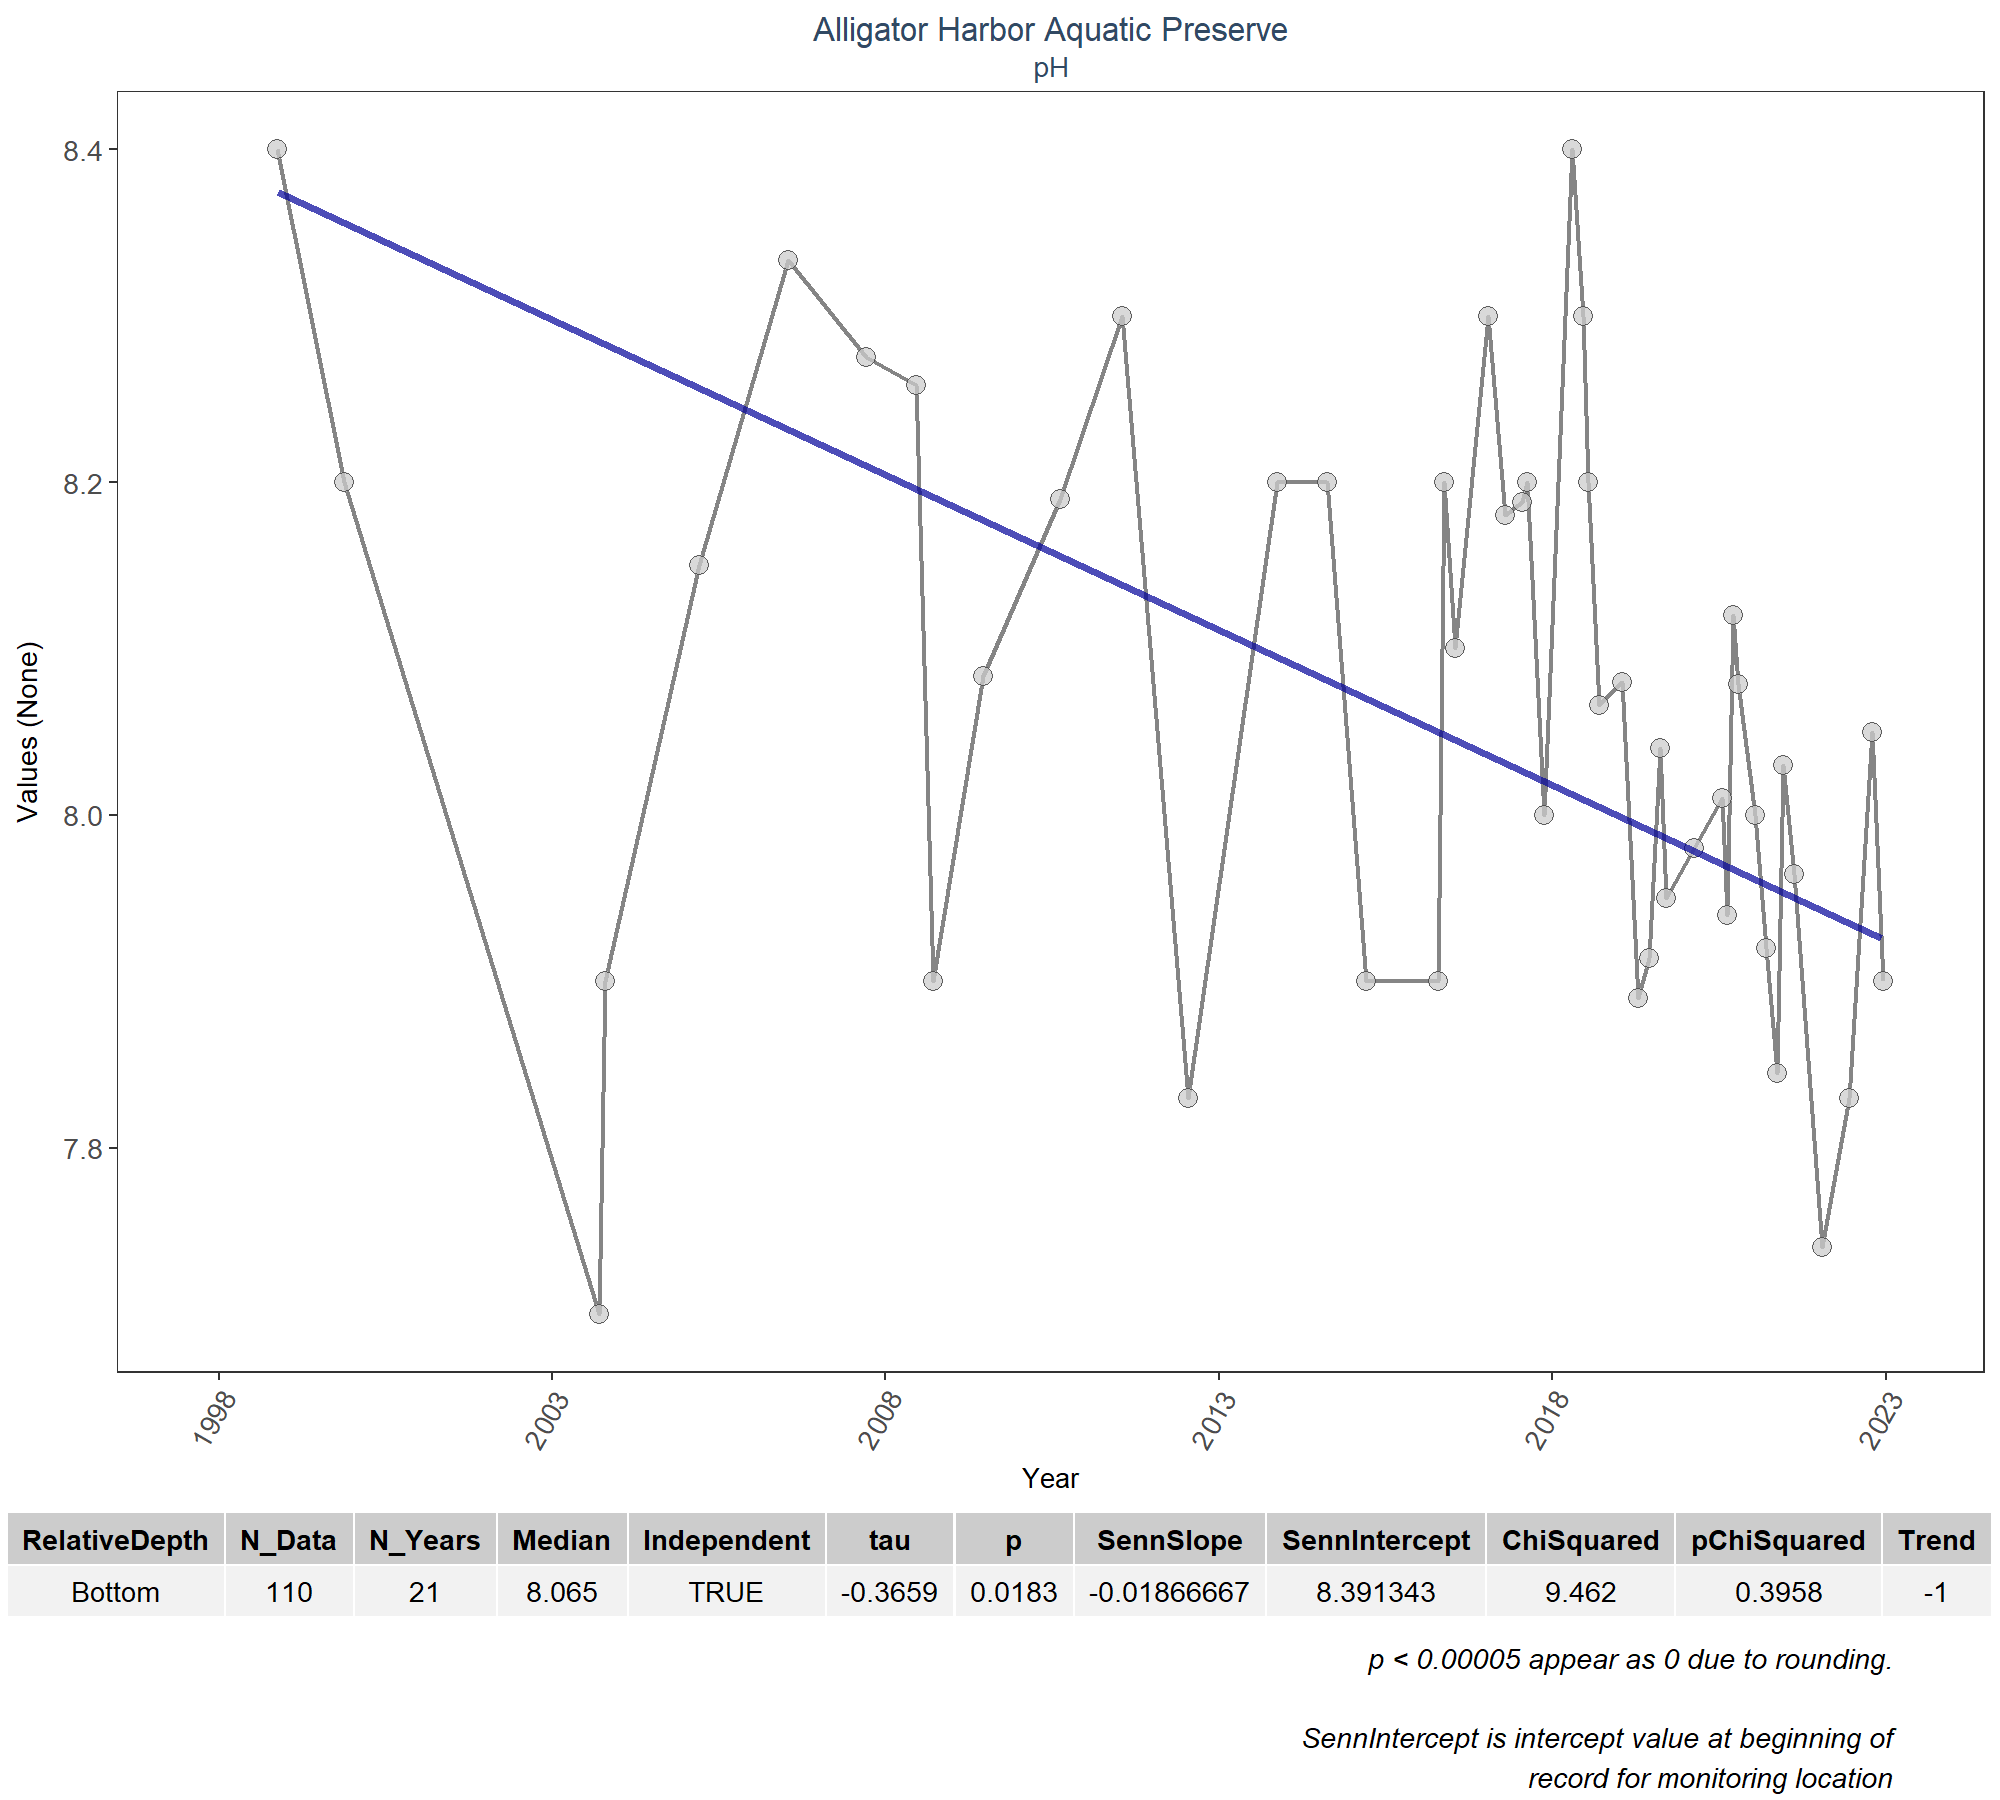 Alligator Harbor Aquatic Preserve
pH
8.4
8.2
8.0
7.8
Values (None)
1998
2003
2008
2013
2018
2023
Year
RelativeDepth N_Data N_Years Median Independent tau p SennSlope SennIntercept ChiSquared pChiSquared Trend
Bottom 110 21 8.065 TRUE -0.3659 0.0183 -0.01866667 8.391343 9.462 0.3958 -1
p < 0.00005 appear as 0 due to rounding.
SennIntercept is intercept value at beginning of
record for monitoring location